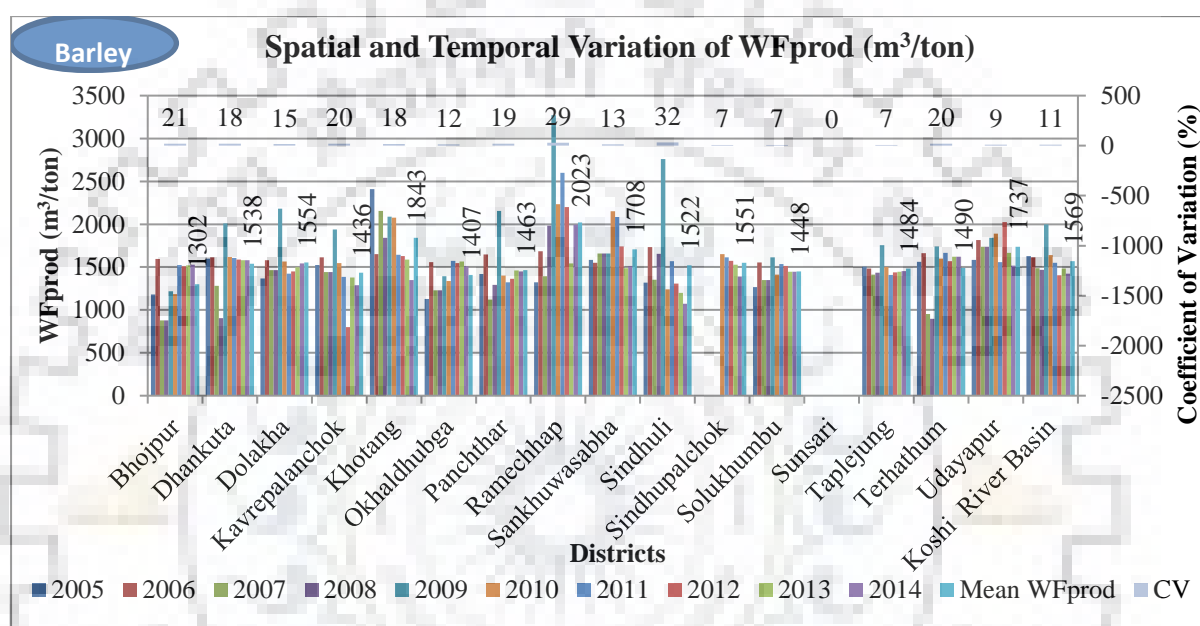 Barley
Spatial and Temporal Variation of WFprod (m³/ton)
3500
3000
2500
2000
1500
1000
500
0
WFprod (m³/ton)
500
0
-500
-1000
-1500
-2000
-2500
Coefficient of Variation (%)
21 18 15 20 18 12 19 29 13 32 7 7 0 7 20 9 11
1302 1538 1554 1436 1843 1407 1463 2023 1708 1522 1551 1448 1484 1490 1737 1569
Bhojpur
Dhankuta
Dolakha
Kavrepalanchok
Khotang
Okhaldhubga
Panchthar
Ramechhap
Sankhuwasabha
Sindhuli
Sindhupalchok
Solukhumbu
Sunsari
Taplejung
Terhathum
Udayapur
Koshi River Basin
Districts
2005 2006 2007 2008 2009 2010 2011 2012 2013 2014 Mean WFprod CV